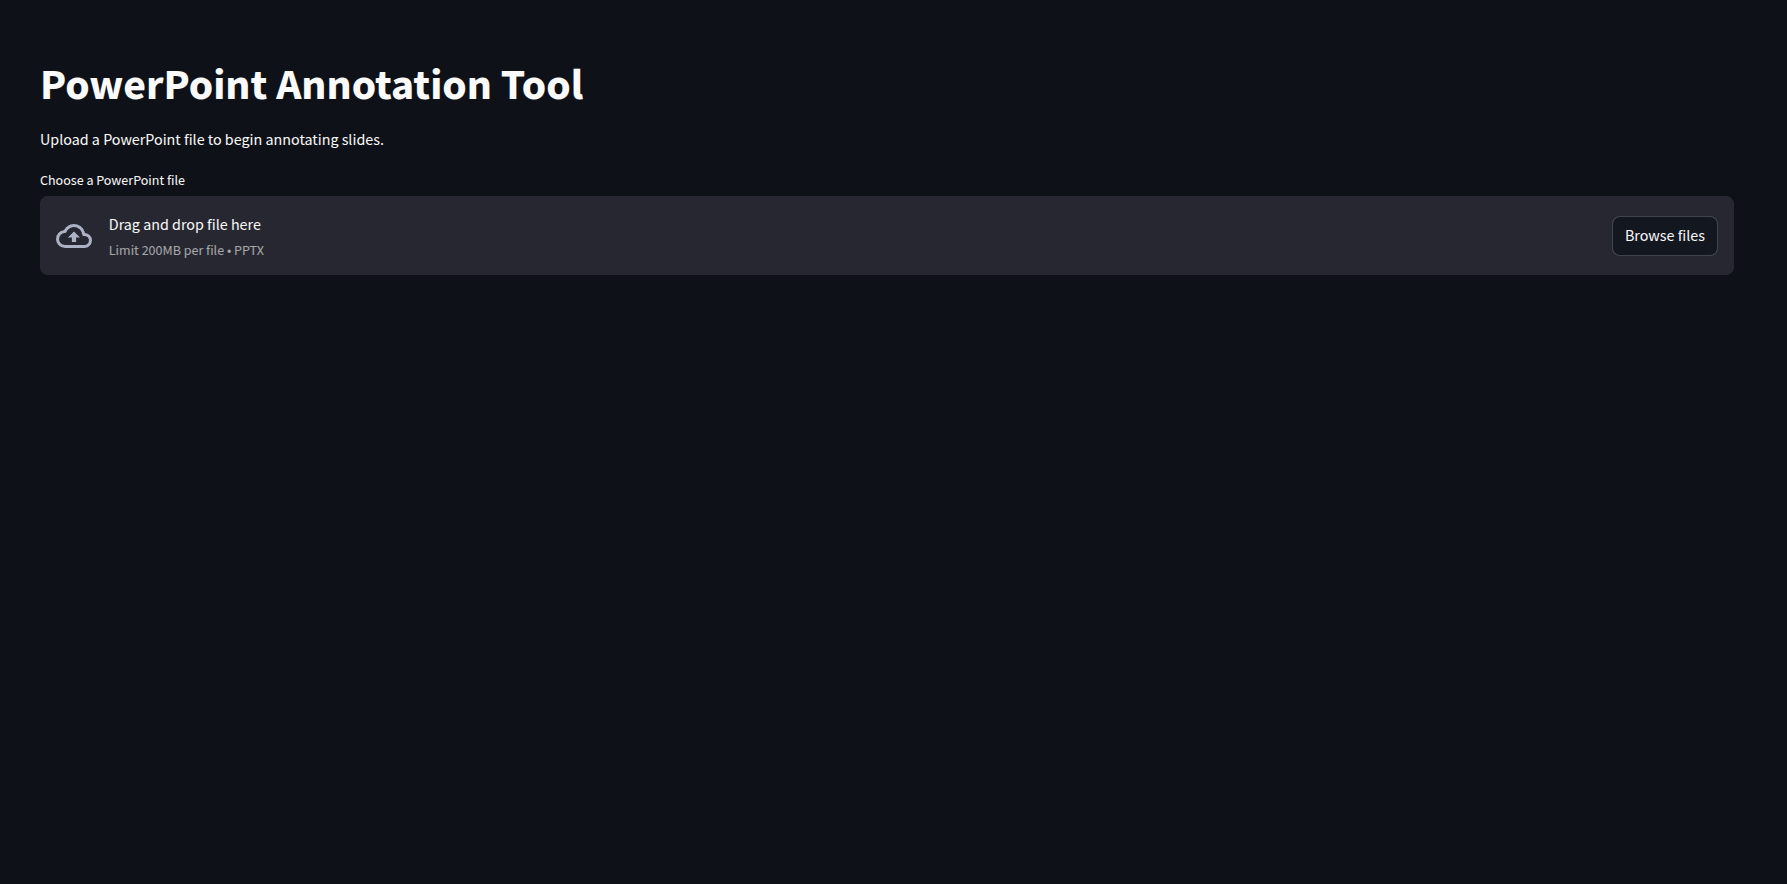 PowerPoint Annotation Tool
Upload a PowerPoint file to begin annotating slides.
Choose a PowerPoint file
Drag and drop file here
Limit 200MB per file • PPTX
Browse files